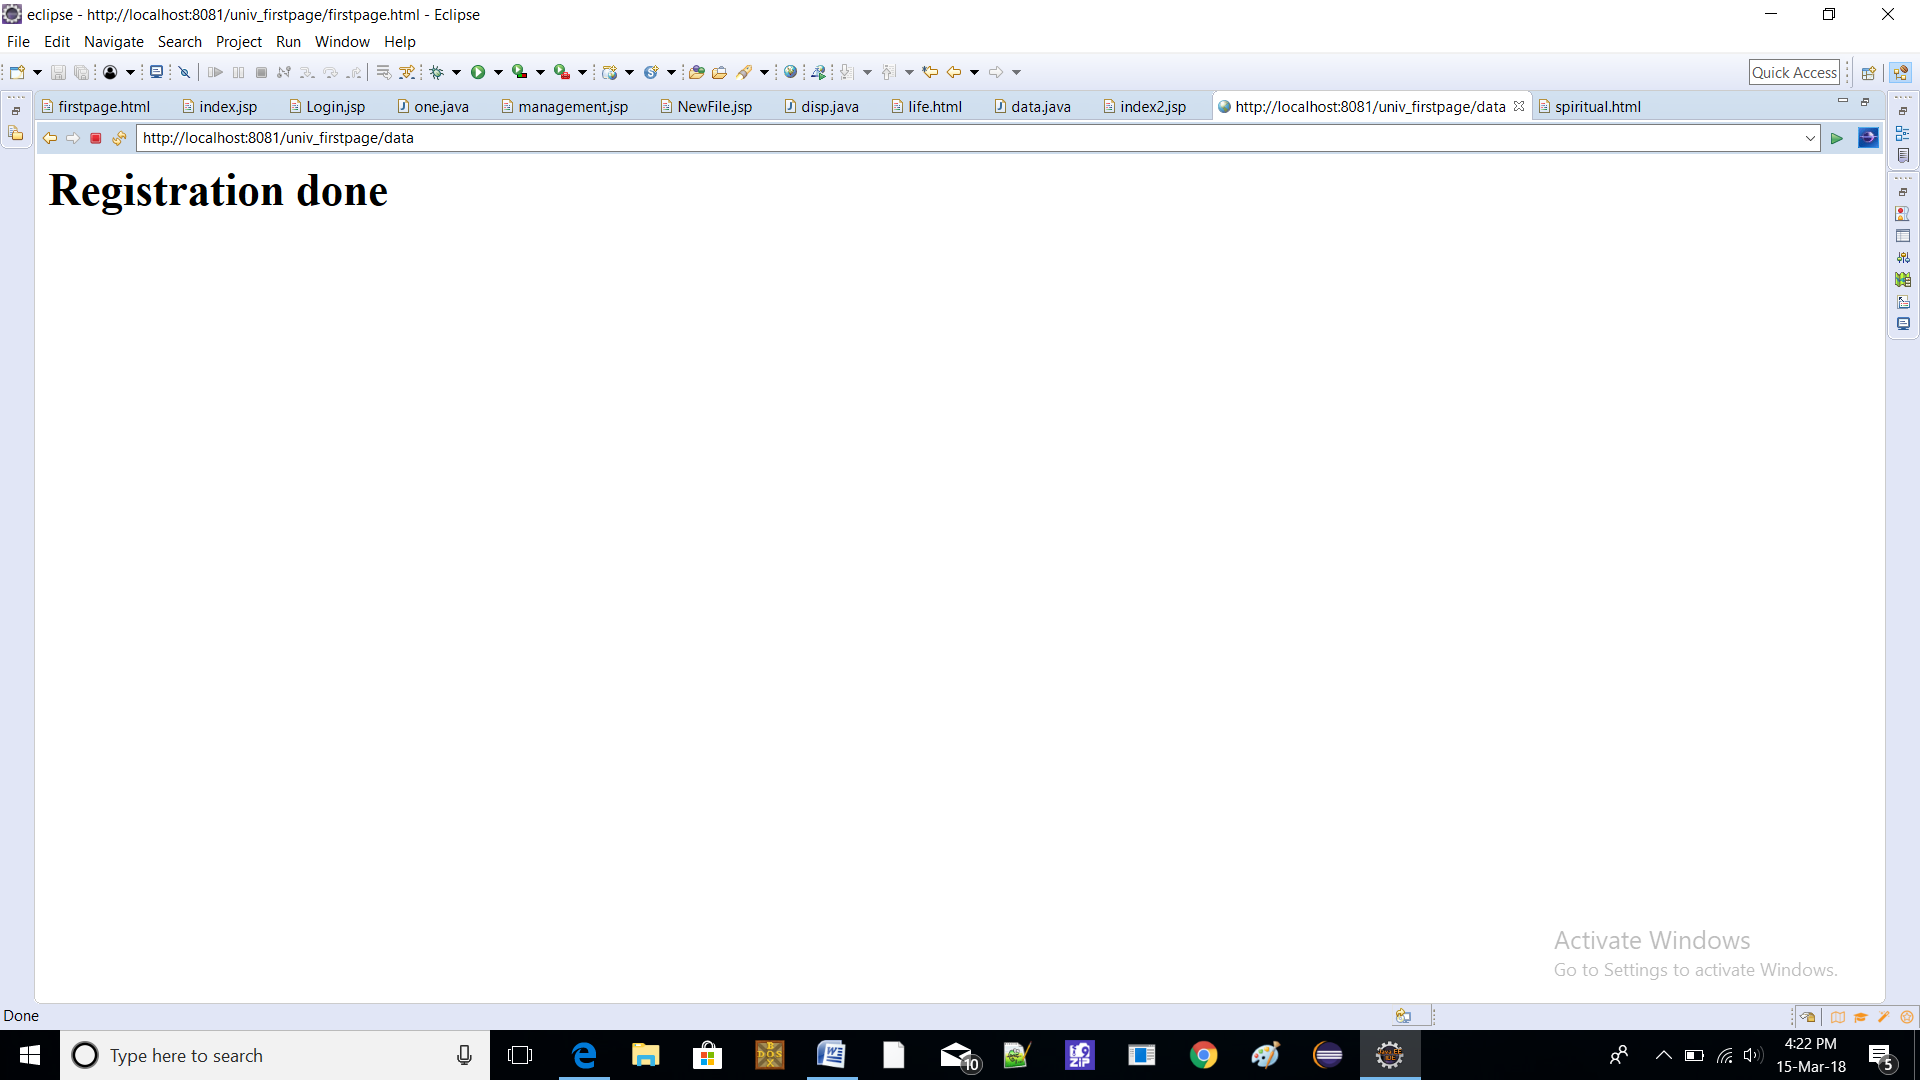 eclipse - http://localhost:8081/univ_firstpage/firstpage.html - Eclipse
File Edit Navigate Search Project Run Window Help
Quick Access
firstpage.html index.jsp Login.jsp one.java management.jsp NewFile.jsp disp.java life.html data.java index2.jsp http://localhost:8081/univ_firstpage/data spiritual.html
http://localhost:8081/univ_firstpage/data
Registration done
Activate Windows
Go to Settings to activate Windows.
Done
Type here to search
10
4:22 PM
15-Mar-18
5